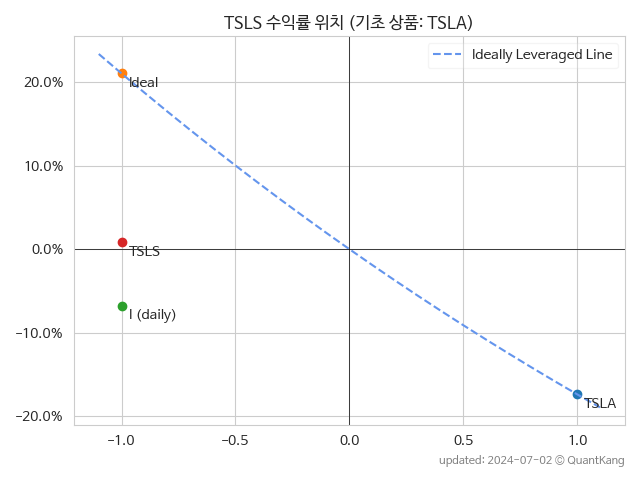 TSLS 수익률 위치 (기초 상품: TSLA)
Ideally Leveraged Line
20.0%
Ideal
10.0%
0.0%
TSLS
I (daily)
−10.0%
TSLA
−20.0%
−1.0 −0.5 0.0 0.5 1.0
updated: 2024-07-02 © QuantKang